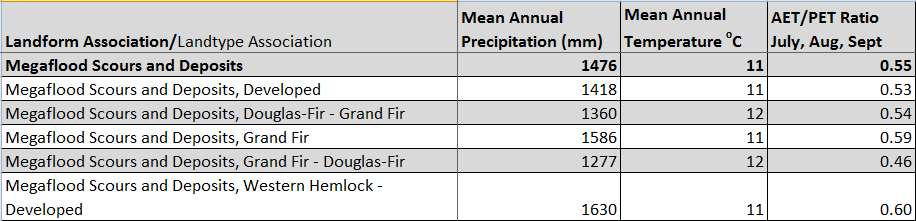 Mean Annual Mean Annual AET/PET Ratio
Landform Association/Landtype Association Precipitation (mm) Temperature °C July, Aug, Sept
Megaflood Scours and Deposits 1476 11 0.55
Megaflood Scours and Deposits, Developed 1418 11 0.53
Megaflood Scours and Deposits, Douglas-Fir - Grand Fir 1360 12 0.54
Megaflood Scours and Deposits, Grand Fir 1586 11 0.59
Megaflood Scours and Deposits, Grand Fir - Douglas-Fir 1277 12 0.46
Megaflood Scours and Deposits, Western Hemlock -
Developed 1630 11 0.60